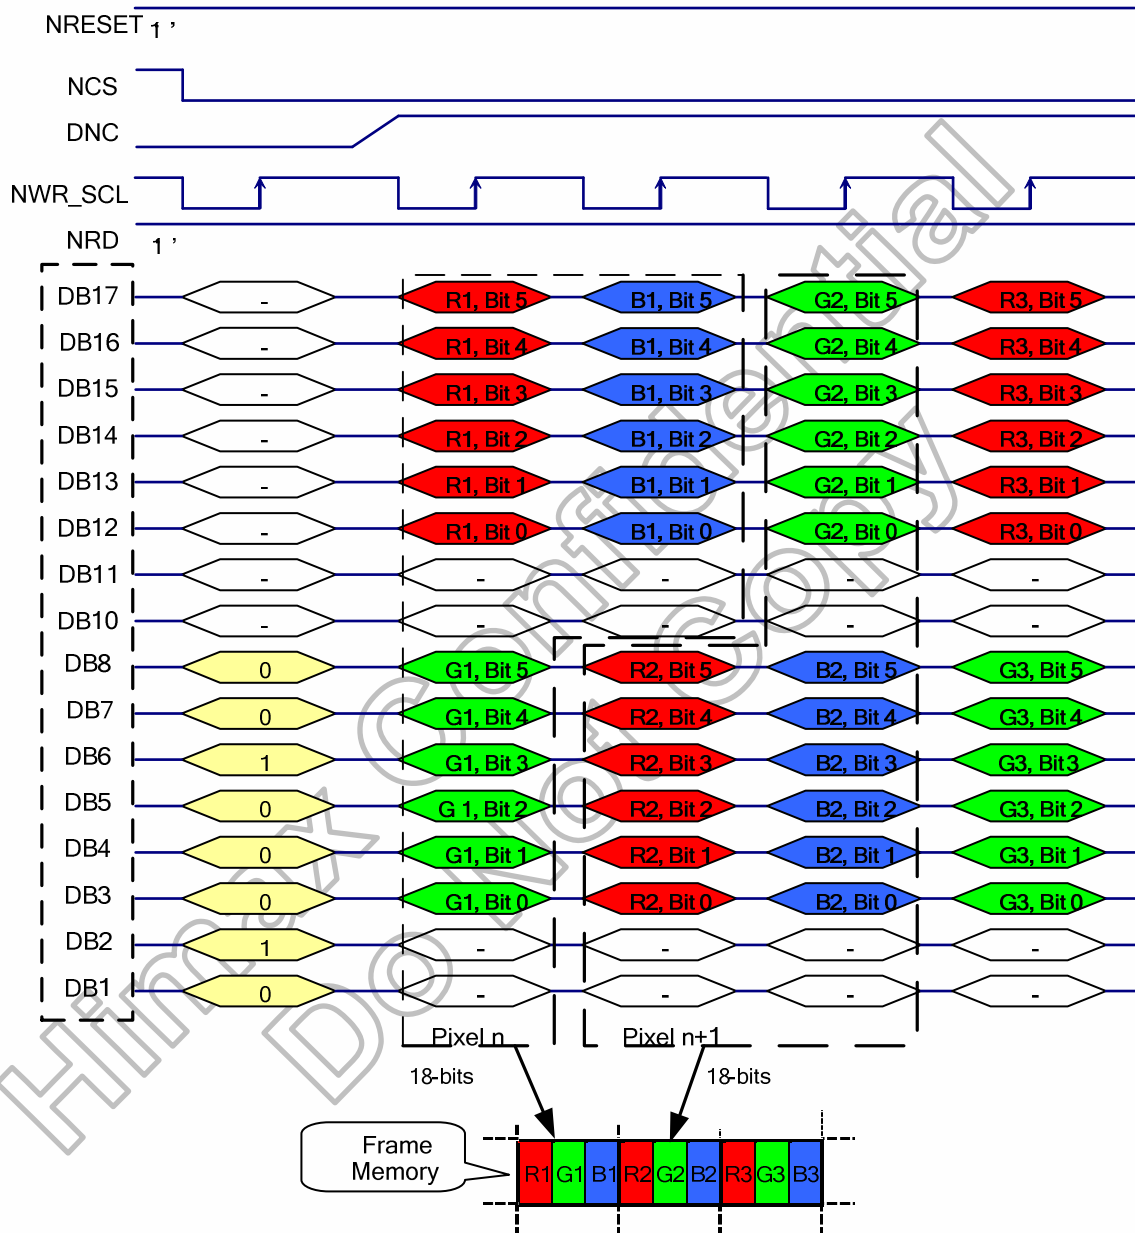 NRESET 1 '
NCS
DNC
NWR_SCL
NRD 1 '
DB17 - R1, Bit 5 B1, Bit 5 G2, Bit 5 R3, Bit 5
DB16 - R1, Bit 4 B1, Bit 4 G2, Bit 4 R3, Bit 4
DB15 - R1, Bit 3 B1, Bit 3 G2, Bit 3 R3, Bit 3
DB14 - R1, Bit 2 B1, Bit 2 G2, Bit 2 R3, Bit 2
DB13 - R1, Bit 1 B1, Bit 1 G2, Bit 1 R3, Bit 1
DB12 - R1, Bit 0 B1, Bit 0 G2, Bit 0 R3, Bit 0
DB11 - - - - -
DB10 - - - - -
DB8 0 G1, Bit 5 R2, Bit 5 B2, Bit 5 G3, Bit 5
DB7 0 G1, Bit 4 R2, Bit 4 B2, Bit 4 G3, Bit 4
DB6 1 G1, Bit 3 R2, Bit 3 B2, Bit 3 G3, Bit 3
DB5 0 G 1, Bit 2 R2, Bit 2 B2, Bit 2 G3, Bit 2
DB4 0 G1, Bit 1 R2, Bit 1 B2, Bit 1 G3, Bit 1
DB3 0 G1, Bit 0 R2, Bit 0 B2, Bit 0 G3, Bit 0
DB2 1 - - - -
DB1 0 - - - -
Pixel n Pixel n+1
18-bits 18-bits
Frame
Memory
R1 G1 B1 R2 G2 B2 R3 G3 B3
Himax Confidential
Do Not Copy